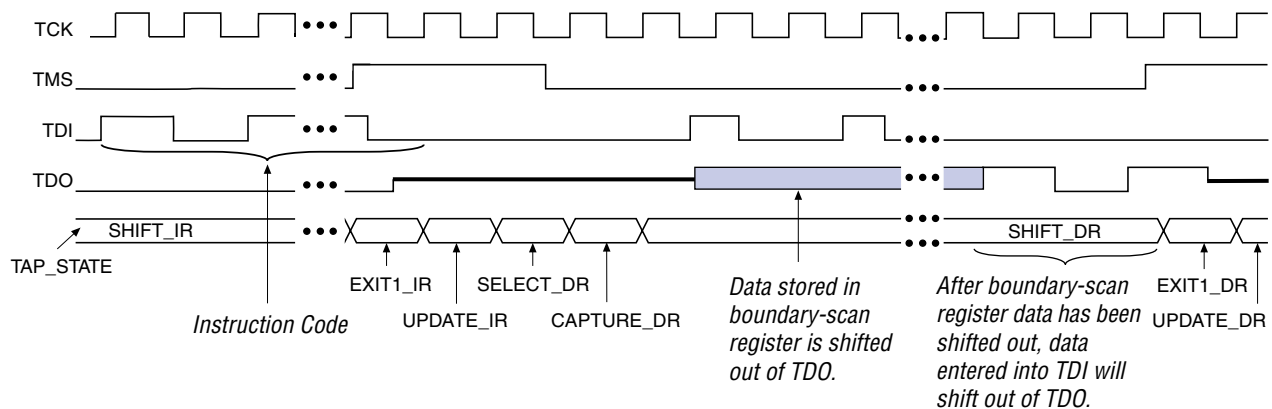 TCK
TMS
TDI
TDO
SHIFT_IR
SHIFT_DR
TAP_STATE
EXIT1_IR
SELECT_DR
UPDATE_IR
CAPTURE_DR
Instruction Code
Data stored in
boundary-scan
register is shifted
out of TDO.
After boundary-scan
register data has been
shifted out, data
entered into TDI will
shift out of TDO.
EXIT1_DR
UPDATE_DR